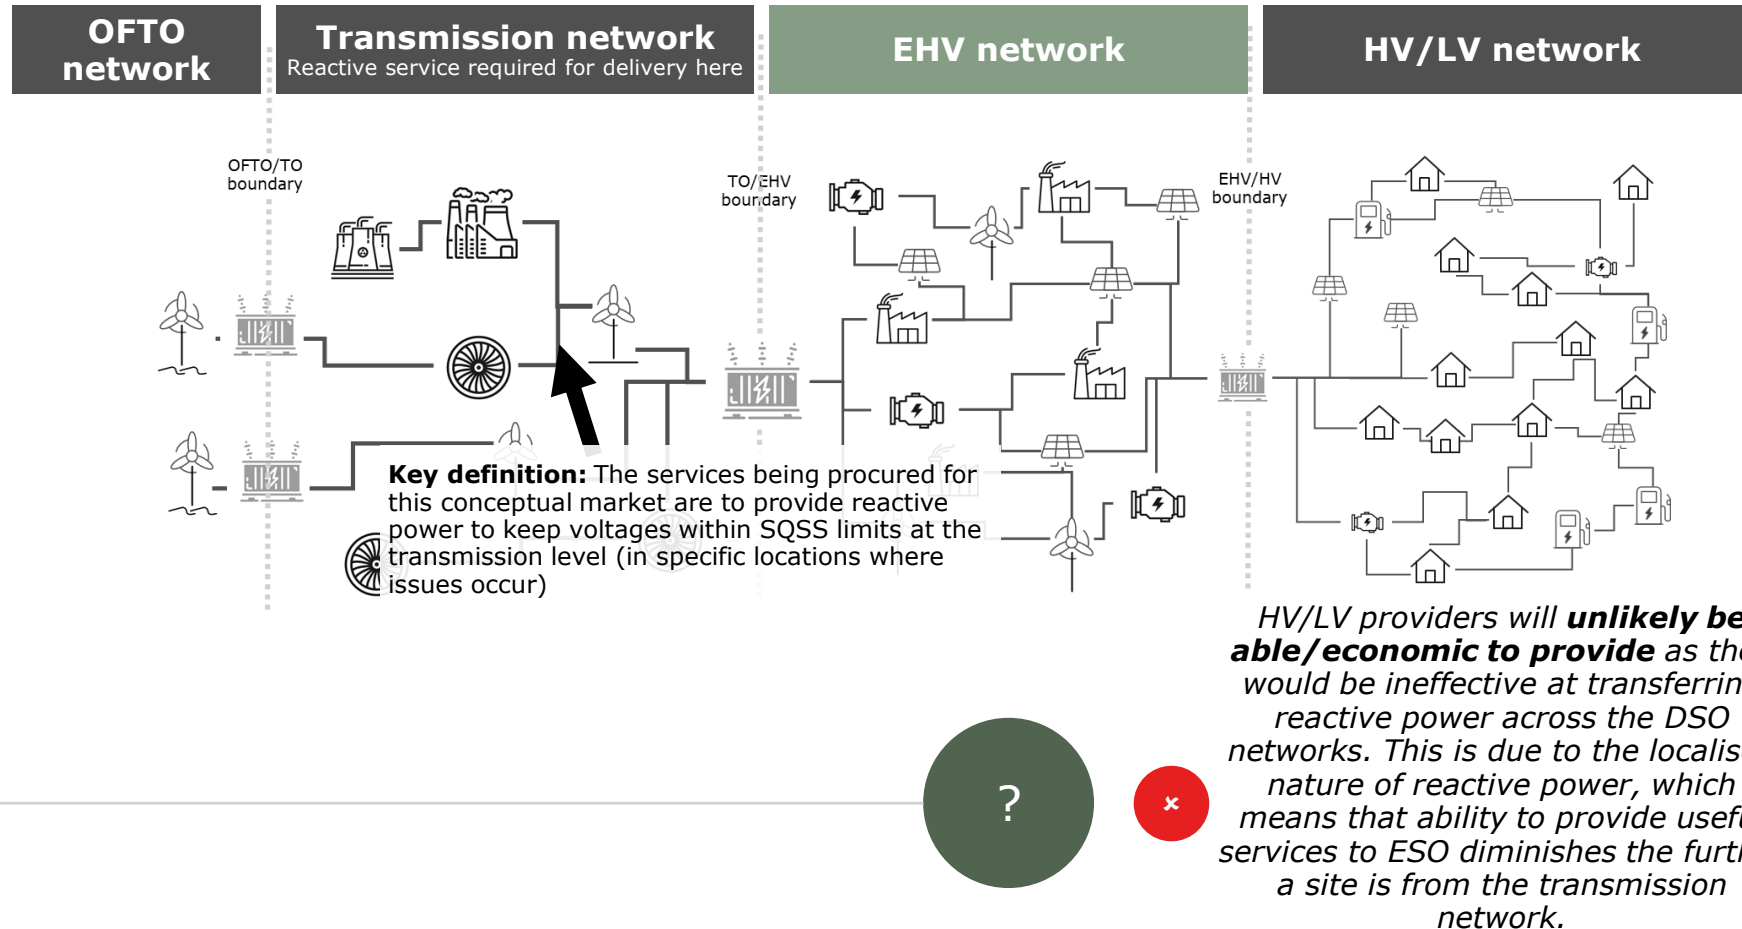 OFTO
network
Transmission network
Reactive service required for delivery here
EHV network
HV/LV network
OFTO/TO
boundary
TO/EHV
boundary
EHV/HV
boundary
Key definition: The services being procured for
this conceptual market are to provide reactive
power to keep voltages within SQSS limits at the
transmission level (in specific locations where
issues occur)
?
HV/LV providers will unlikely be
able/economic to provide as
would be ineffective at
reactive power across the DSO
networks. This is due to the
nature of reactive power, which
means that ability to provide
services to ESO diminishes the
a site is from the transmission
network.